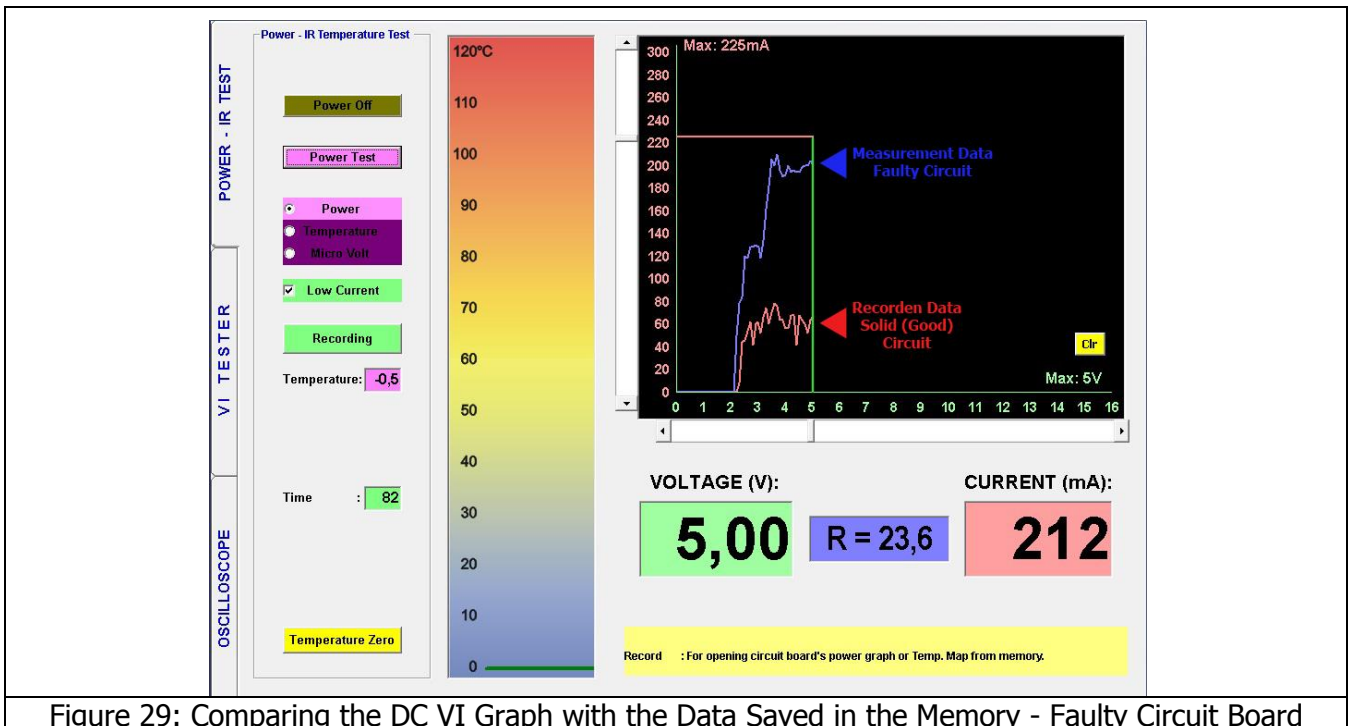 Power - IR Temperature Test
POWER - IR TEST
VI TESTER
OSCILLOSCOPE
Power Off
Power Test
Power
Temperature
Micro Volt
Low Current
Recording
Temperature: -0,5
Time : 82
Temperature Zero
120°C
110
100
90
80
70
60
50
40
30
20
10
0
Max: 225mA
300
280
260
240
220
200
180
160
140
120
100
80
60
40
20
0
Measurement Data
Faulty Circuit
Recorden Data
Solid (Good)
Circuit
Clr
Max: 5V
0 1 2 3 4 5 6 7 8 9 10 11 12 13 14 15 16
VOLTAGE (V): CURRENT (mA):
5,00 R = 23,6 212
Record : For opening circuit board's power graph or Temp. Map from memory.
Figure 29: Comparing the DC VI Graph with the Data Saved in the Memory - Faulty Circuit Board